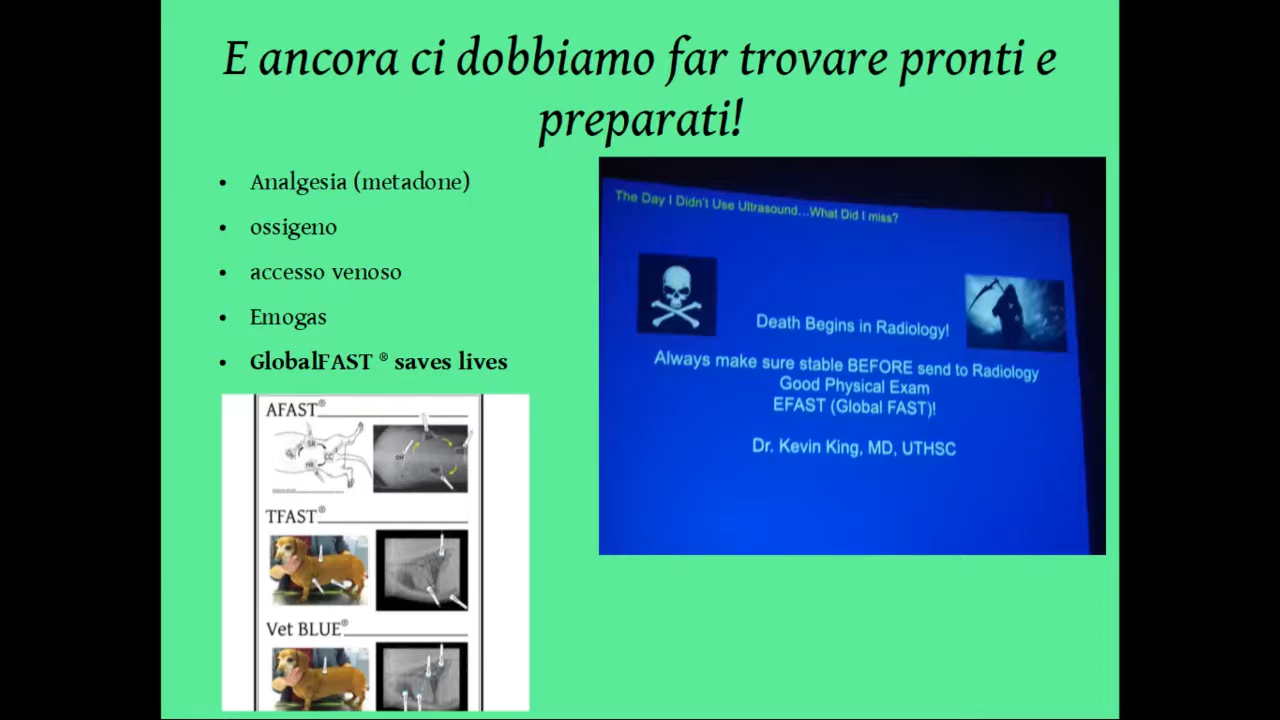 E ancora ci dobbiamo far trovare pronti e
preparati!
• Analgesia (metadone)
• ossigeno
• accesso venoso
• Emogas
• GlobalFAST ® saves lives
AFAST®
TFAST®
Vet BLUE®
The Day I Didn't Use Ultrasound...What Did I miss?
Death Begins in Radiology!
Always make sure stable BEFORE send to Radiology
Good Physical Exam
EFAST (Global FAST)!
Dr. Kevin King, MD, UTHSC